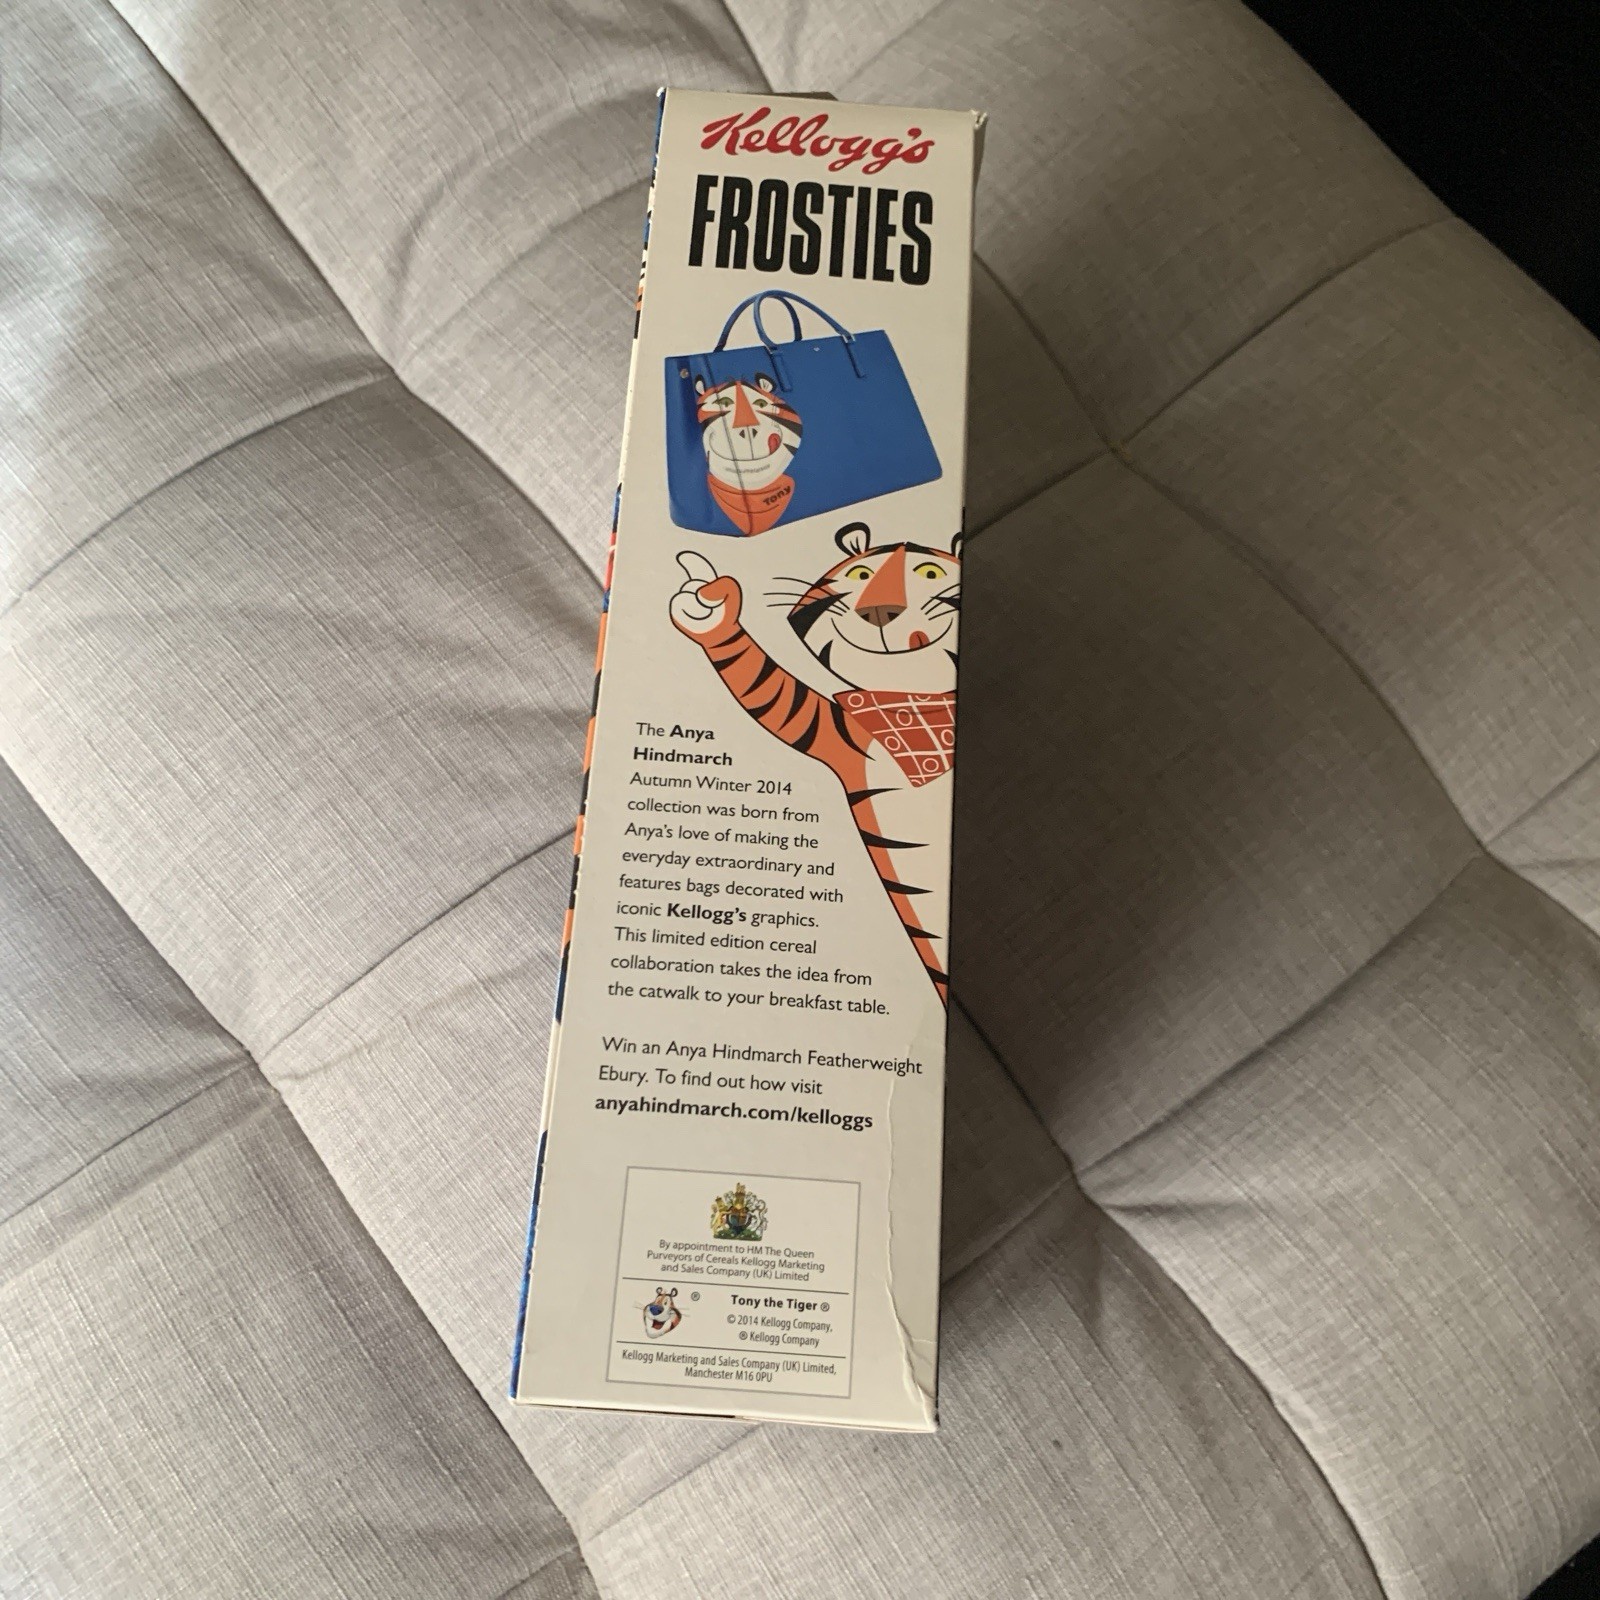 Kellogg's
FROSTIES
Tony
The Anya
Hindmarch
Autumn Winter 2014
collection was born from
Anya's love of making the
everyday extraordinary and
features bags decorated with
iconic Kellogg's graphics.
This limited edition cereal
collaboration takes the idea from
the catwalk to your breakfast table.
Win an Anya Hindmarch Featherweight
Ebury. To find out how visit
anyahindmarch.com/kelloggs
By appointment to HM The Queen
Purveyors of Cereals Kellogg Marketing
and Sales Company (UK) Limited
®
Tony the Tiger ®
© 2014 Kellogg Company,
® Kellogg Company
Kellogg Marketing and Sales Company (UK) Limited,
Manchester M16 0PU